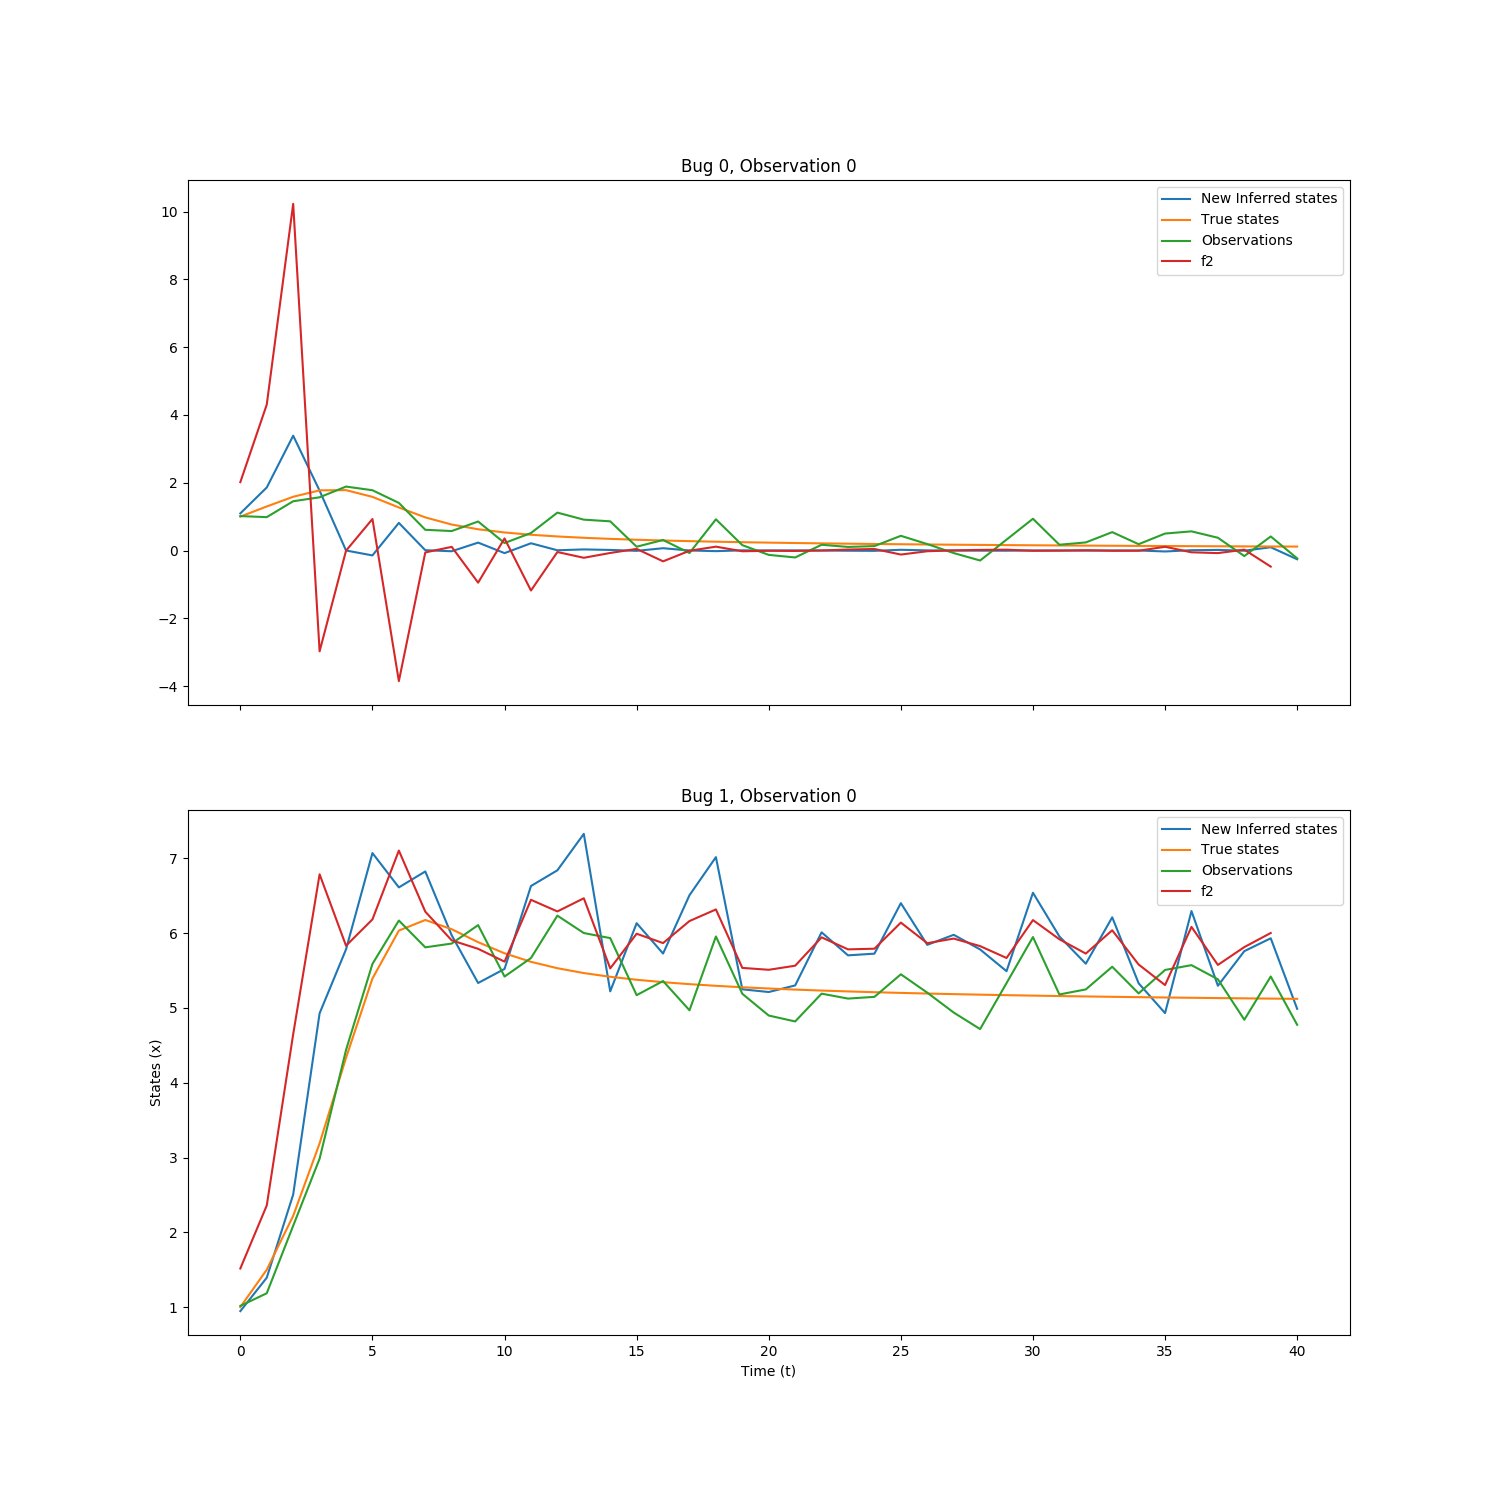 Bug 0, Observation 0
New Inferred states
True states
Observations
f2
10
8
6
4
2
0
−2
−4
Bug 1, Observation 0
New Inferred states
True states
Observations
f2
7
6
5
4
3
2
1
States (x)
0 5 10 15 20 25 30 35 40
Time (t)